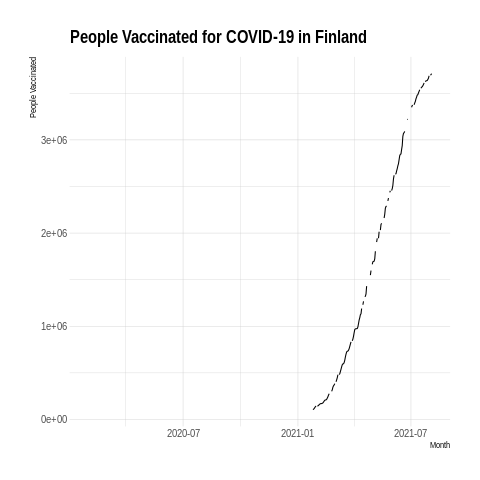 People Vaccinated for COVID-19 in Finland
People Vaccinated
3e+06
2e+06
1e+06
0e+00
2020-07
2021-01
2021-07
Month